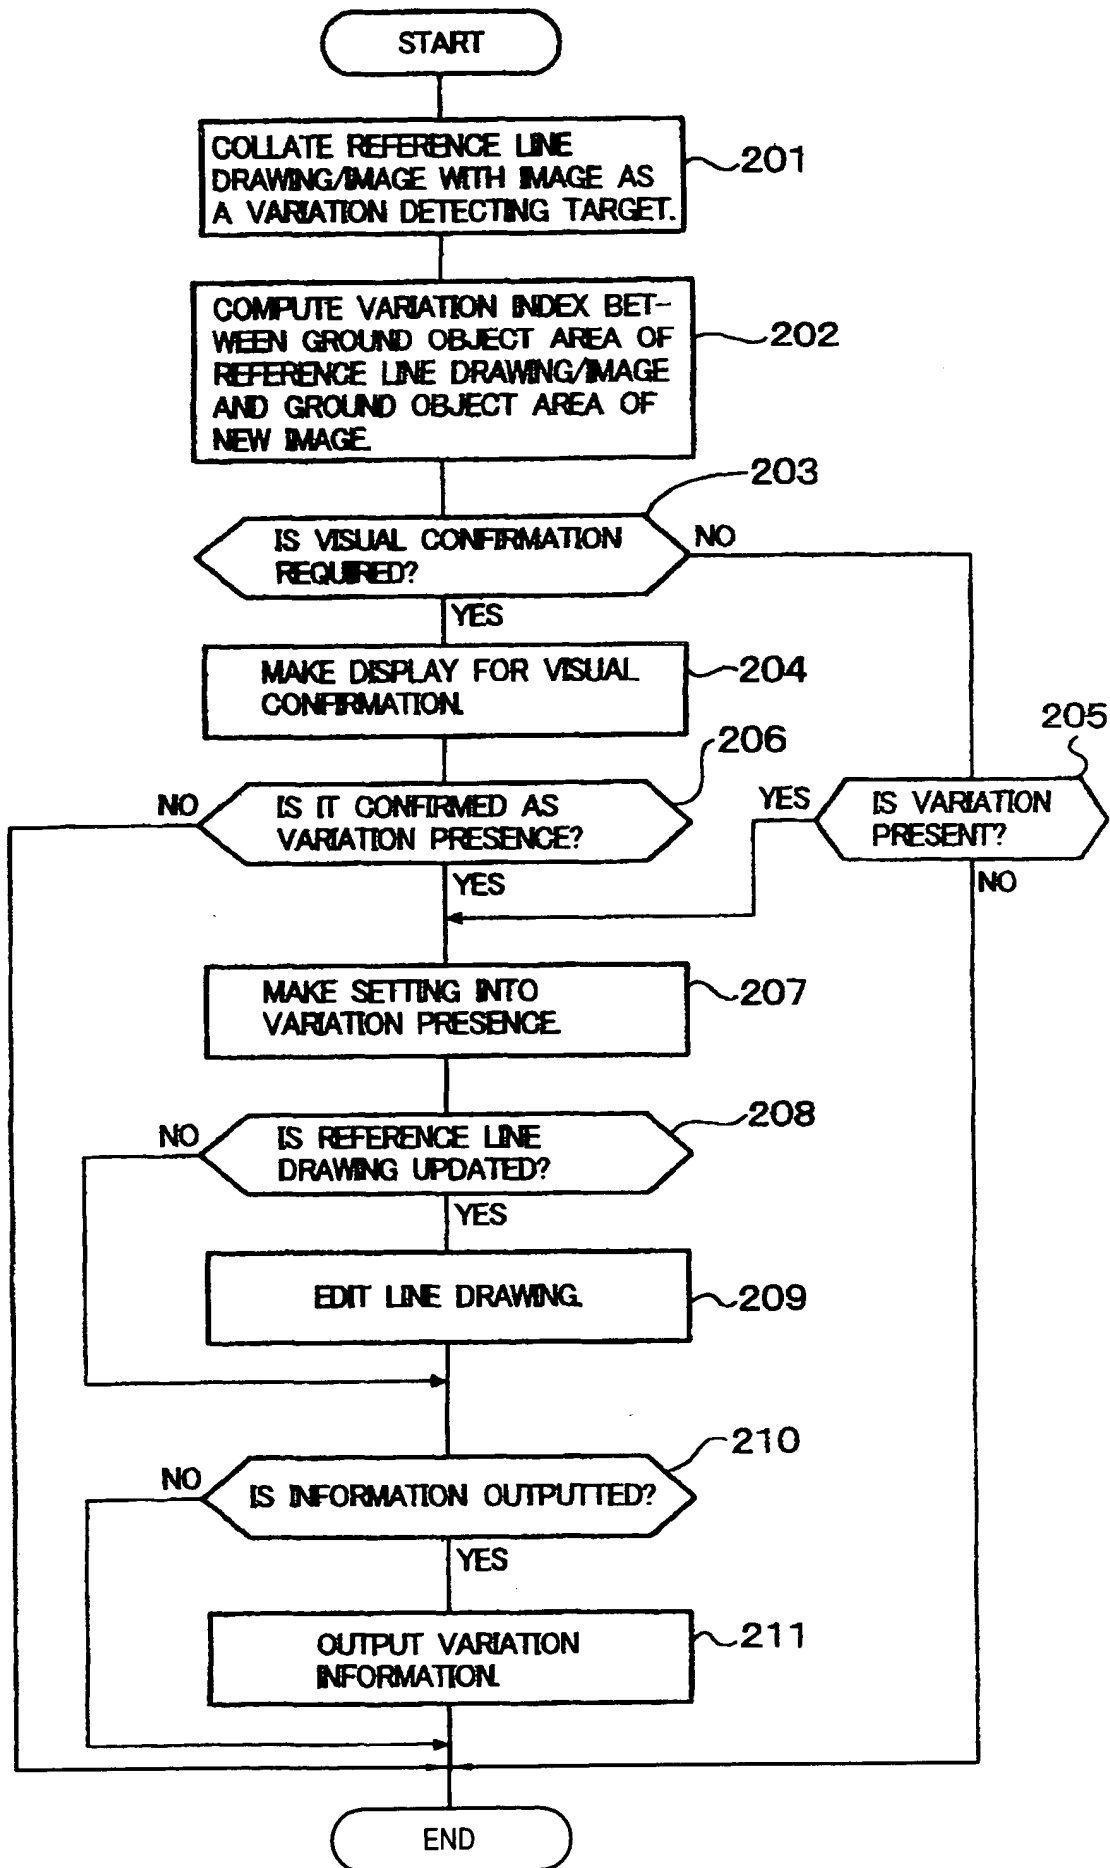 START
COLLATE REFERENCE LINE
DRAWING/IMAGE WITH IMAGE AS
A VARIATION DETECTING TARGET.
201
COMPUTE VARIATION INDEX BET-
WEEN GROUND OBJECT AREA OF
REFERENCE LINE DRAWING/IMAGE
AND GROUND OBJECT AREA OF
NEW IMAGE.
202
203
IS VISUAL CONFIRMATION
REQUIRED?
NO
YES
MAKE DISPLAY FOR VISUAL
CONFIRMATION.
204
205
206
NO
IS IT CONFIRMED AS
VARIATION PRESENCE?
YES
YES
IS VARIATION
PRESENT?
NO
MAKE SETTING INTO
VARIATION PRESENCE.
207
208
NO
IS REFERENCE LINE
DRAWING UPDATED?
YES
EDIT LINE DRAWING.
209
210
NO
IS INFORMATION OUTPUTTED?
YES
OUTPUT VARIATION
INFORMATION.
211
END